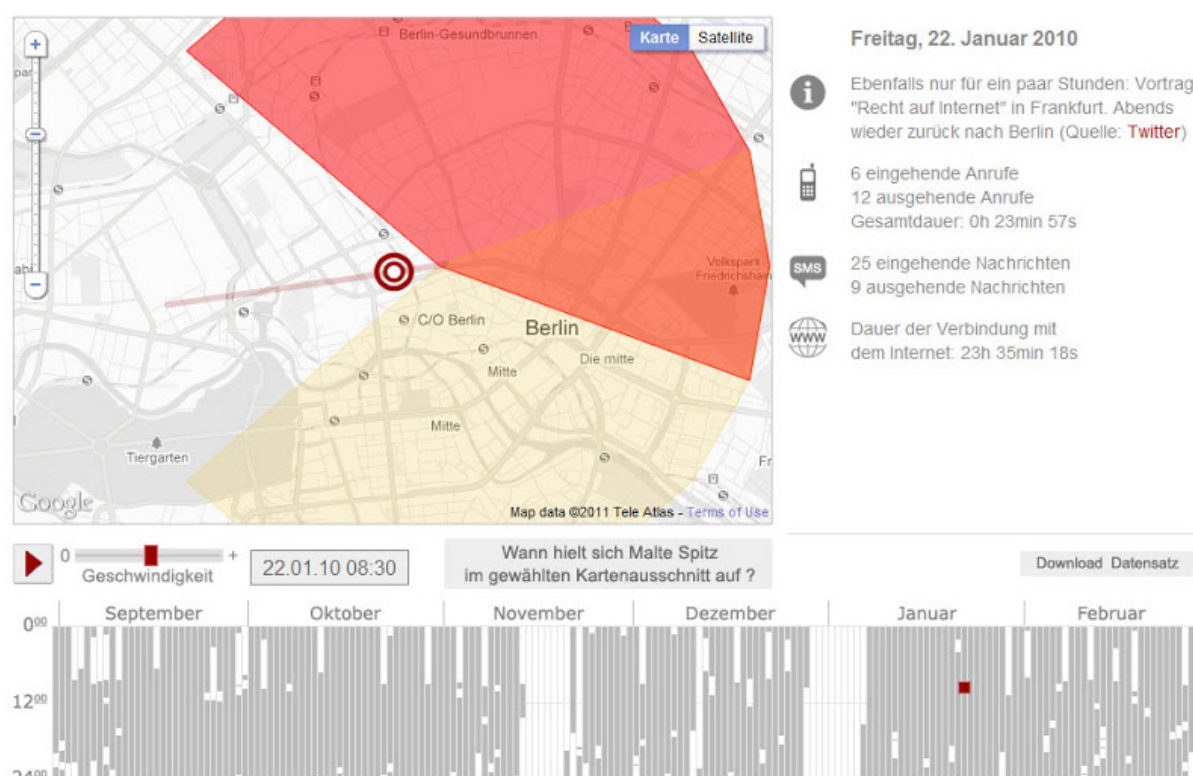 Berlin-Gesundbrunnen
Karte
Satellite
Volkspark
Friedrichshain
C/O Berlin
Berlin
Die mitte
Mitte
Mitte
Tiergarten
Fr
Google
Map data ©2011 Tele Atlas - Terms of Use
Freitag, 22. Januar 2010
Ebenfalls nur für ein paar Stunden: Vortrag
"Recht auf Internet" in Frankfurt. Abends
wieder zurück nach Berlin (Quelle: Twitter)
6 eingehende Anrufe
12 ausgehende Anrufe
Gesamtdauer: 0h 23min 57s
SMS
25 eingehende Nachrichten
9 ausgehende Nachrichten
WWW
Dauer der Verbindung mit
dem Internet: 23h 35min 18s
0 +
Geschwindigkeit
22.01.10 08:30
Wann hielt sich Malte Spitz
im gewählten Kartenausschnitt auf ?
Download Datensatz
September Oktober November Dezember Januar Februar
0⁰⁰
12⁰⁰
24⁰⁰